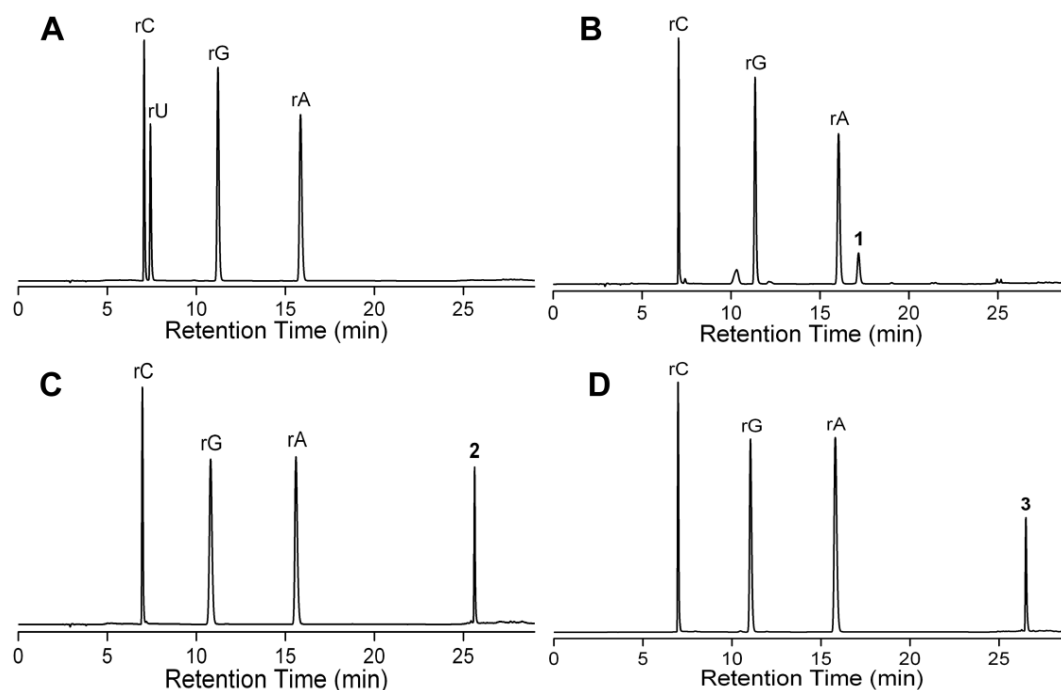 A
rC
rU
rG
rA
0 5 10 15 20 25
Retention Time (min)
B
rC
rG
rA
1
0 5 10 15 20 25
Retention Time (min)
C
rC
rG
rA
2
0 5 10 15 20 25
Retention Time (min)
D
rC
rG
rA
3
0 5 10 15 20 25
Retention Time (min)